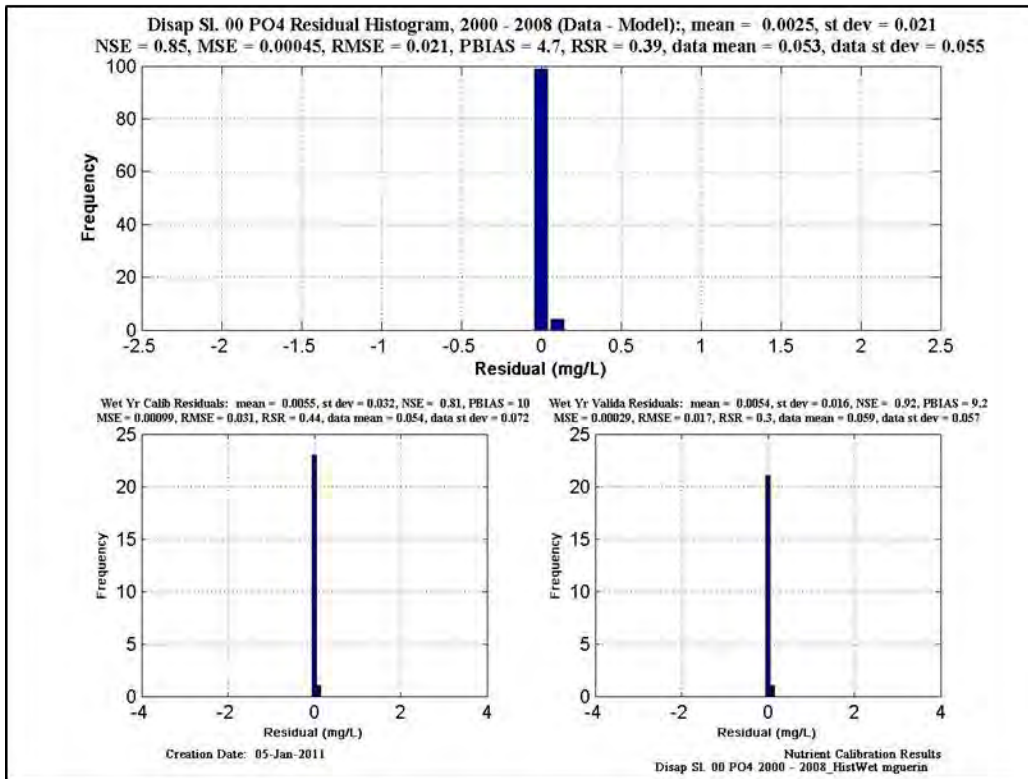 Disap Sl. 00 PO4 Residual Histogram, 2000 - 2008 (Data - Model):, mean = 0.0025, st dev = 0.021
NSE = 0.85, MSE = 0.00045, RMSE = 0.021, PBIAS = 4.7, RSR = 0.39, data mean = 0.053, data st dev = 0.055
100
80
60
40
20
0
Frequency
-2.5 -2 -1.5 -1 -0.5 0 0.5 1 1.5 2 2.5
Residual (mg/L)
Wet Yr Calib Residuals: mean = 0.0055, st dev = 0.032, NSE = 0.81, PBIAS = 10
MSE = 0.00099, RMSE = 0.031, RSR = 0.44, data mean = 0.054, data st dev = 0.072
25
20
15
10
5
0
Frequency
-4 -2 0 2 4
Residual (mg/L)
Wet Yr Valida Residuals: mean = 0.0054, st dev = 0.016, NSE = 0.92, PBIAS = 9.2
MSE = 0.00029, RMSE = 0.017, RSR = 0.3, data mean = 0.059, data st dev = 0.057
25
20
15
10
5
0
Frequency
-4 -2 0 2 4
Residual (mg/L)
Creation Date: 05-Jan-2011
Nutrient Calibration Results
Disap Sl. 00 PO4 2000 - 2008_HistWet mguerin